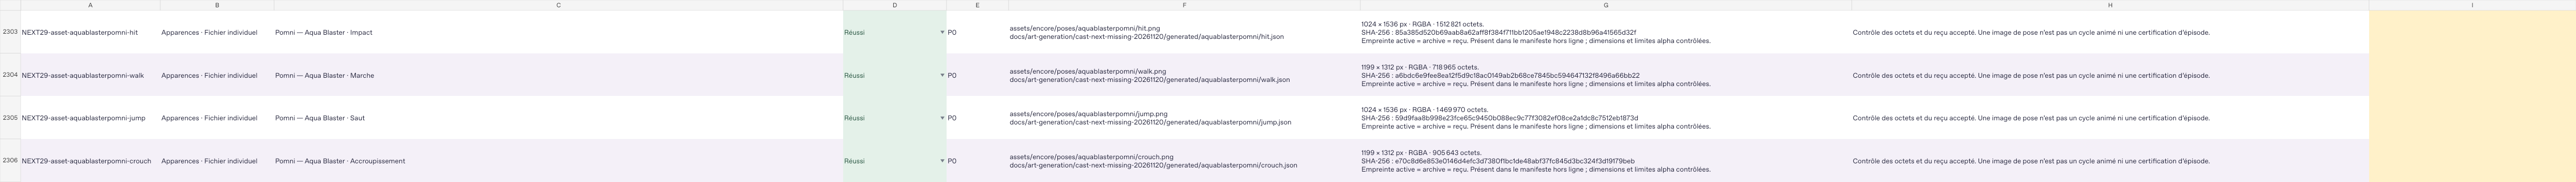 A B C D E F G H I
2303 NEXT29-asset-aquablasterpomni-hit Apparences · Fichier individuel Pomni — Aqua Blaster · Impact Réussi P0
assets/encore/poses/aquablasterpomni/hit.png
docs/art-generation/cast-next-missing-20261120/generated/aquablasterpomni/hit.json
1024 × 1536 px · RGBA · 1 512 821 octets.
SHA-256 : 85a385d520b69aab8a62aff8f384f711bb1205ae1948c2238d8b96a41565d32f
Empreinte active = archive = reçu. Présent dans le manifeste hors ligne ; dimensions et limites alpha contrôlées.
Contrôle des octets et du reçu accepté. Une image de pose n'est pas un cycle animé ni une certification d'épisode.
2304 NEXT29-asset-aquablasterpomni-walk Apparences · Fichier individuel Pomni — Aqua Blaster · Marche Réussi P0
assets/encore/poses/aquablasterpomni/walk.png
docs/art-generation/cast-next-missing-20261120/generated/aquablasterpomni/walk.json
1199 × 1312 px · RGBA · 718 965 octets.
SHA-256 : a6bdc6e9fee8ea12f5d9c18ac0149ab2b68ce7845bc594647132f8496a66bb22
Empreinte active = archive = reçu. Présent dans le manifeste hors ligne ; dimensions et limites alpha contrôlées.
Contrôle des octets et du reçu accepté. Une image de pose n'est pas un cycle animé ni une certification d'épisode.
2305 NEXT29-asset-aquablasterpomni-jump Apparences · Fichier individuel Pomni — Aqua Blaster · Saut Réussi P0
assets/encore/poses/aquablasterpomni/jump.png
docs/art-generation/cast-next-missing-20261120/generated/aquablasterpomni/jump.json
1024 × 1536 px · RGBA · 1 469 970 octets.
SHA-256 : 59d9faa8b998e23fce65c9450b088ec9c77f3082ef08ce2a1dc8c7512eb1873d
Empreinte active = archive = reçu. Présent dans le manifeste hors ligne ; dimensions et limites alpha contrôlées.
Contrôle des octets et du reçu accepté. Une image de pose n'est pas un cycle animé ni une certification d'épisode.
2306 NEXT29-asset-aquablasterpomni-crouch Apparences · Fichier individuel Pomni — Aqua Blaster · Accroupissement Réussi P0
assets/encore/poses/aquablasterpomni/crouch.png
docs/art-generation/cast-next-missing-20261120/generated/aquablasterpomni/crouch.json
1199 × 1312 px · RGBA · 905 643 octets.
SHA-256 : e70c8d6e853e0146d4efc3d7380f1bc1de48abf37fc845d3bc324f3d19179beb
Empreinte active = archive = reçu. Présent dans le manifeste hors ligne ; dimensions et limites alpha contrôlées.
Contrôle des octets et du reçu accepté. Une image de pose n'est pas un cycle animé ni une certification d'épisode.